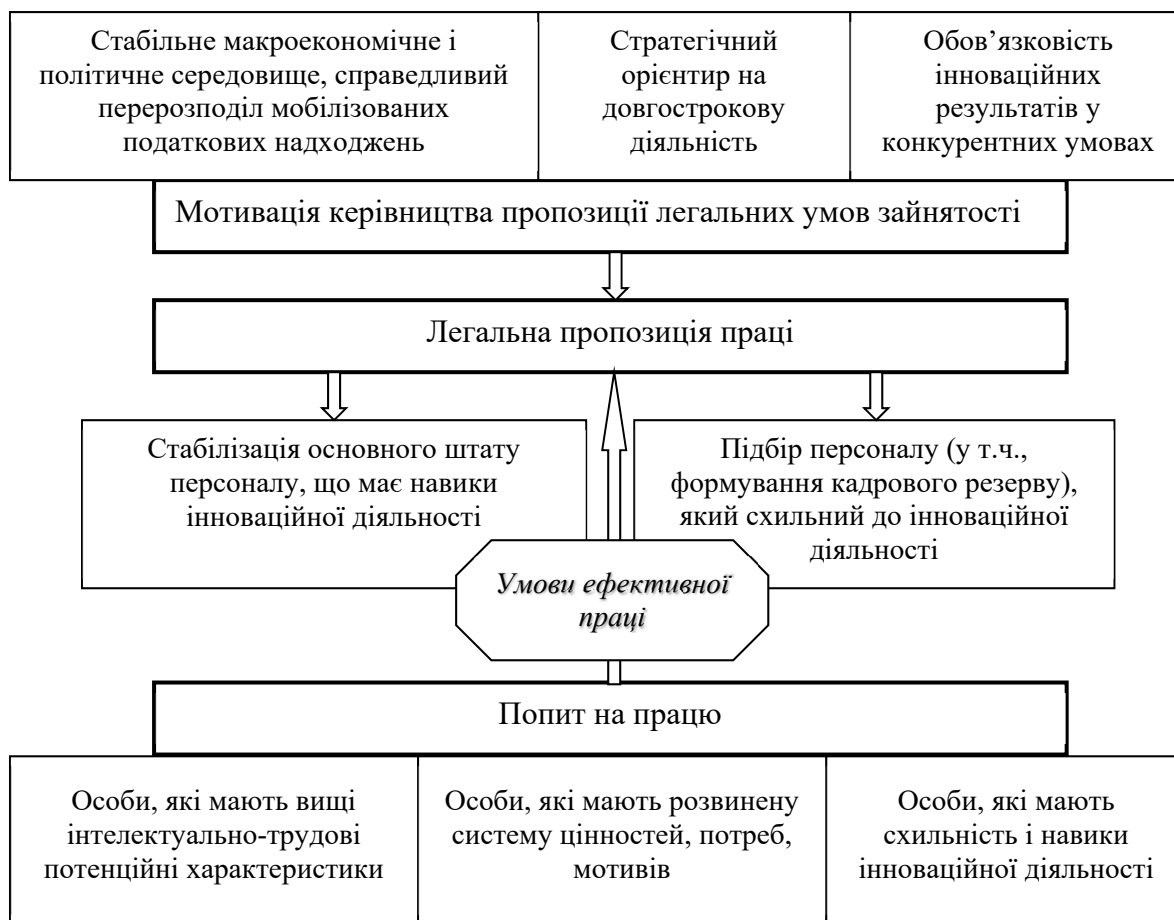 Стабільне макроекономічне і
політичне середовище, справедливий
перерозподіл мобілізованих
податкових надходжень
Стратегічний
орієнтир на
довгострокову
діяльність
Обов’язковість
інноваційних
результатів у
конкурентних умовах
Мотивація керівництва пропозиції легальних умов зайнятості
Легальна пропозиція праці
Стабілізація основного штату
персоналу, що має навики
інноваційної діяльності
Підбір персоналу (у т.ч.,
формування кадрового резерву),
який схильний до інноваційної
діяльності
Умови ефективної
праці
Попит на працю
Особи, які мають вищі
інтелектуально-трудові
потенційні характеристики
Особи, які мають розвинену
систему цінностей, потреб,
мотивів
Особи, які мають
схильність і навики
інноваційної діяльності